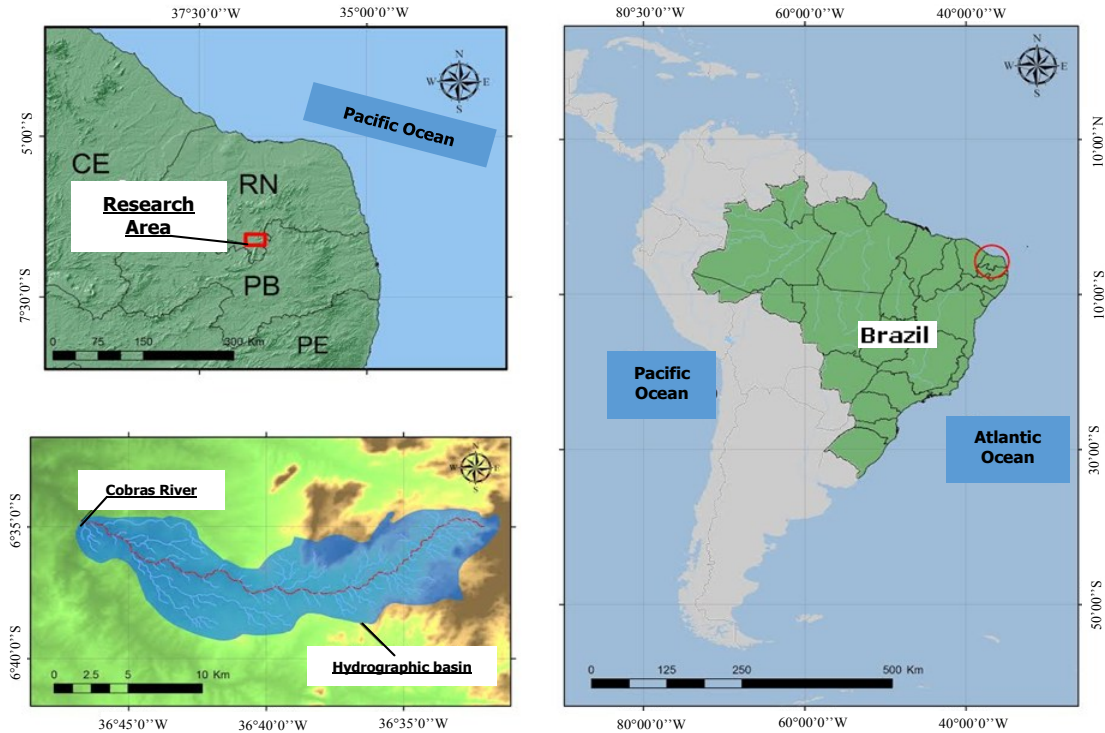 37°30'0''W
35°00'0''W
5°00'0''S
7°30'0''S
N
W
E
S
Pacific Ocean
CE
RN
Research
Area
PB
PE
0
75
150
300 Km
6°35'0''S
6°40'0''S
N
W
E
S
Cobras River
Hydrographic basin
0
2.5
5
10 Km
36°45'0''W
36°40'0''W
36°35'0''W
80°30'0''W
60°00'0''W
40°00'0''W
N
W
E
S
10°00'0''N
10°00'0''S
30°00'0''S
50°00'0''S
Brazil
Pacific
Ocean
Atlantic
Ocean
0
125
250
500 Km
80°00'0''W
60°00'0''W
40°00'0''W